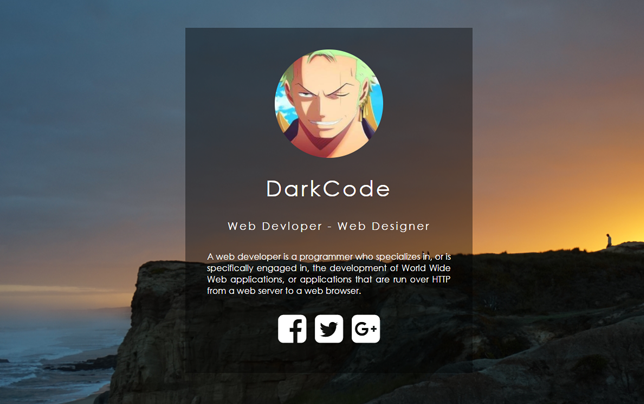 DarkCode
Web Devloper - Web Designer
A web developer is a programmer who specializes in, or is
specifically engaged in, the development of World Wide
Web applications, or applications that are run over HTTP
from a web server to a web browser.
f
G+